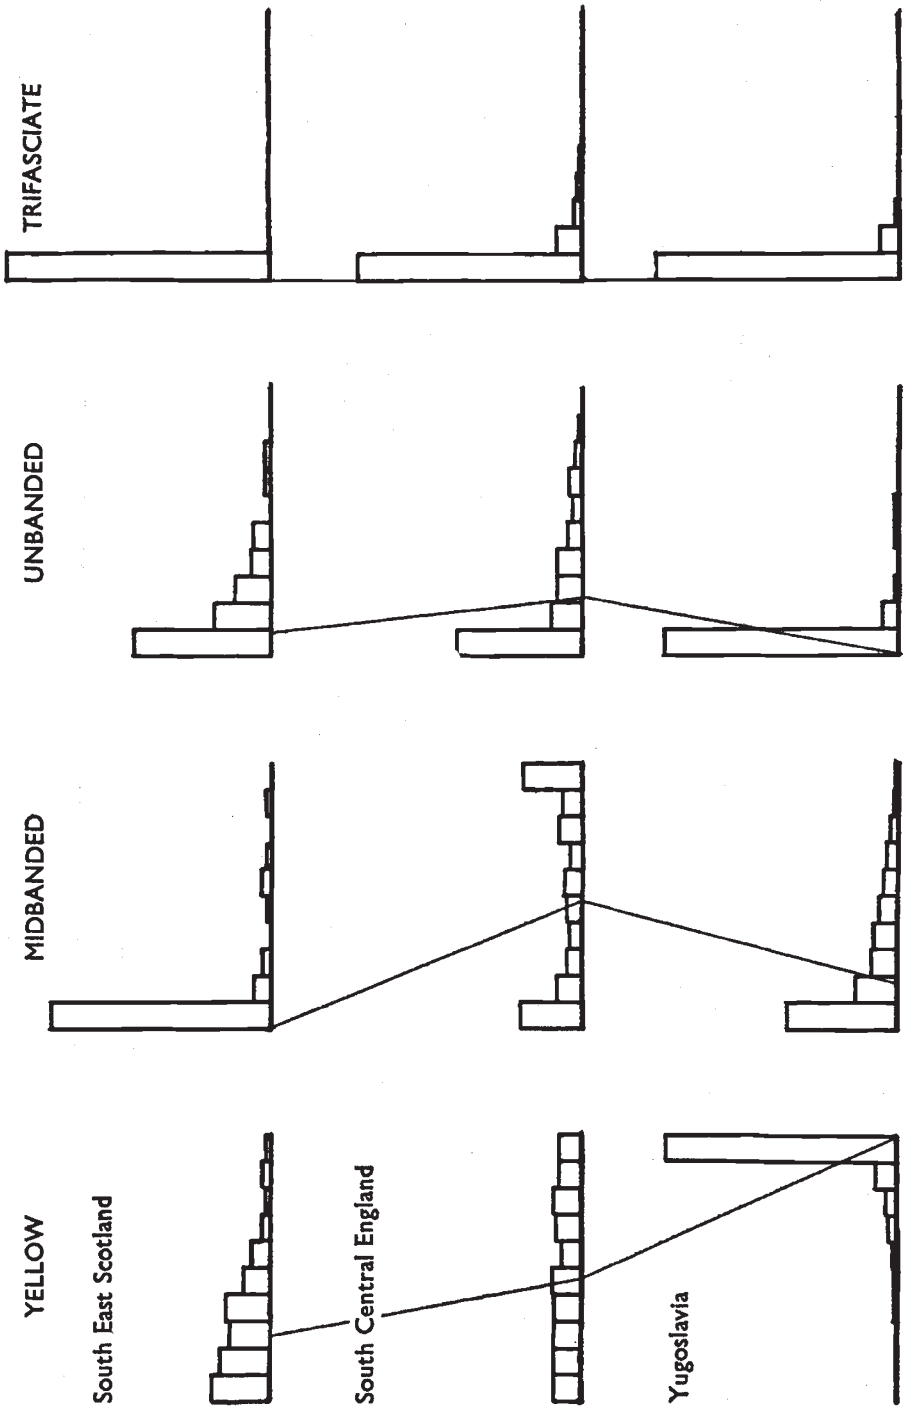 YELLOW
MIDBANDED
UNBANDED
TRIFASCIATE
South East Scotland
South Central England
Yugoslavia